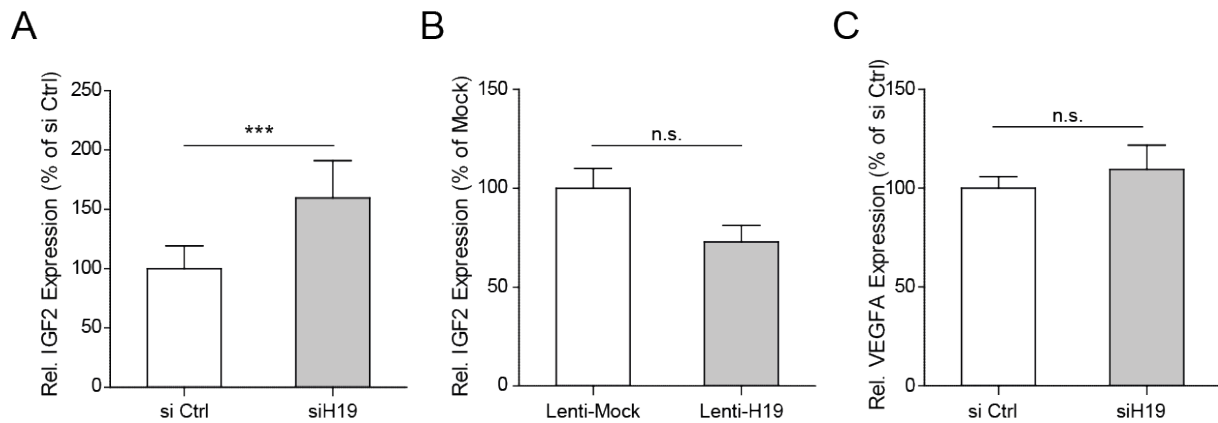 A
Rel. IGF2 Expression (% of si Ctrl)
250
200
150
100
50
0
***
si Ctrl
siH19
B
Rel. IGF2 Expression (% of Mock)
150
100
50
0
n.s.
Lenti-Mock
Lenti-H19
C
Rel. VEGFA Expression (% of si Ctrl)
150
100
50
0
n.s.
si Ctrl
siH19